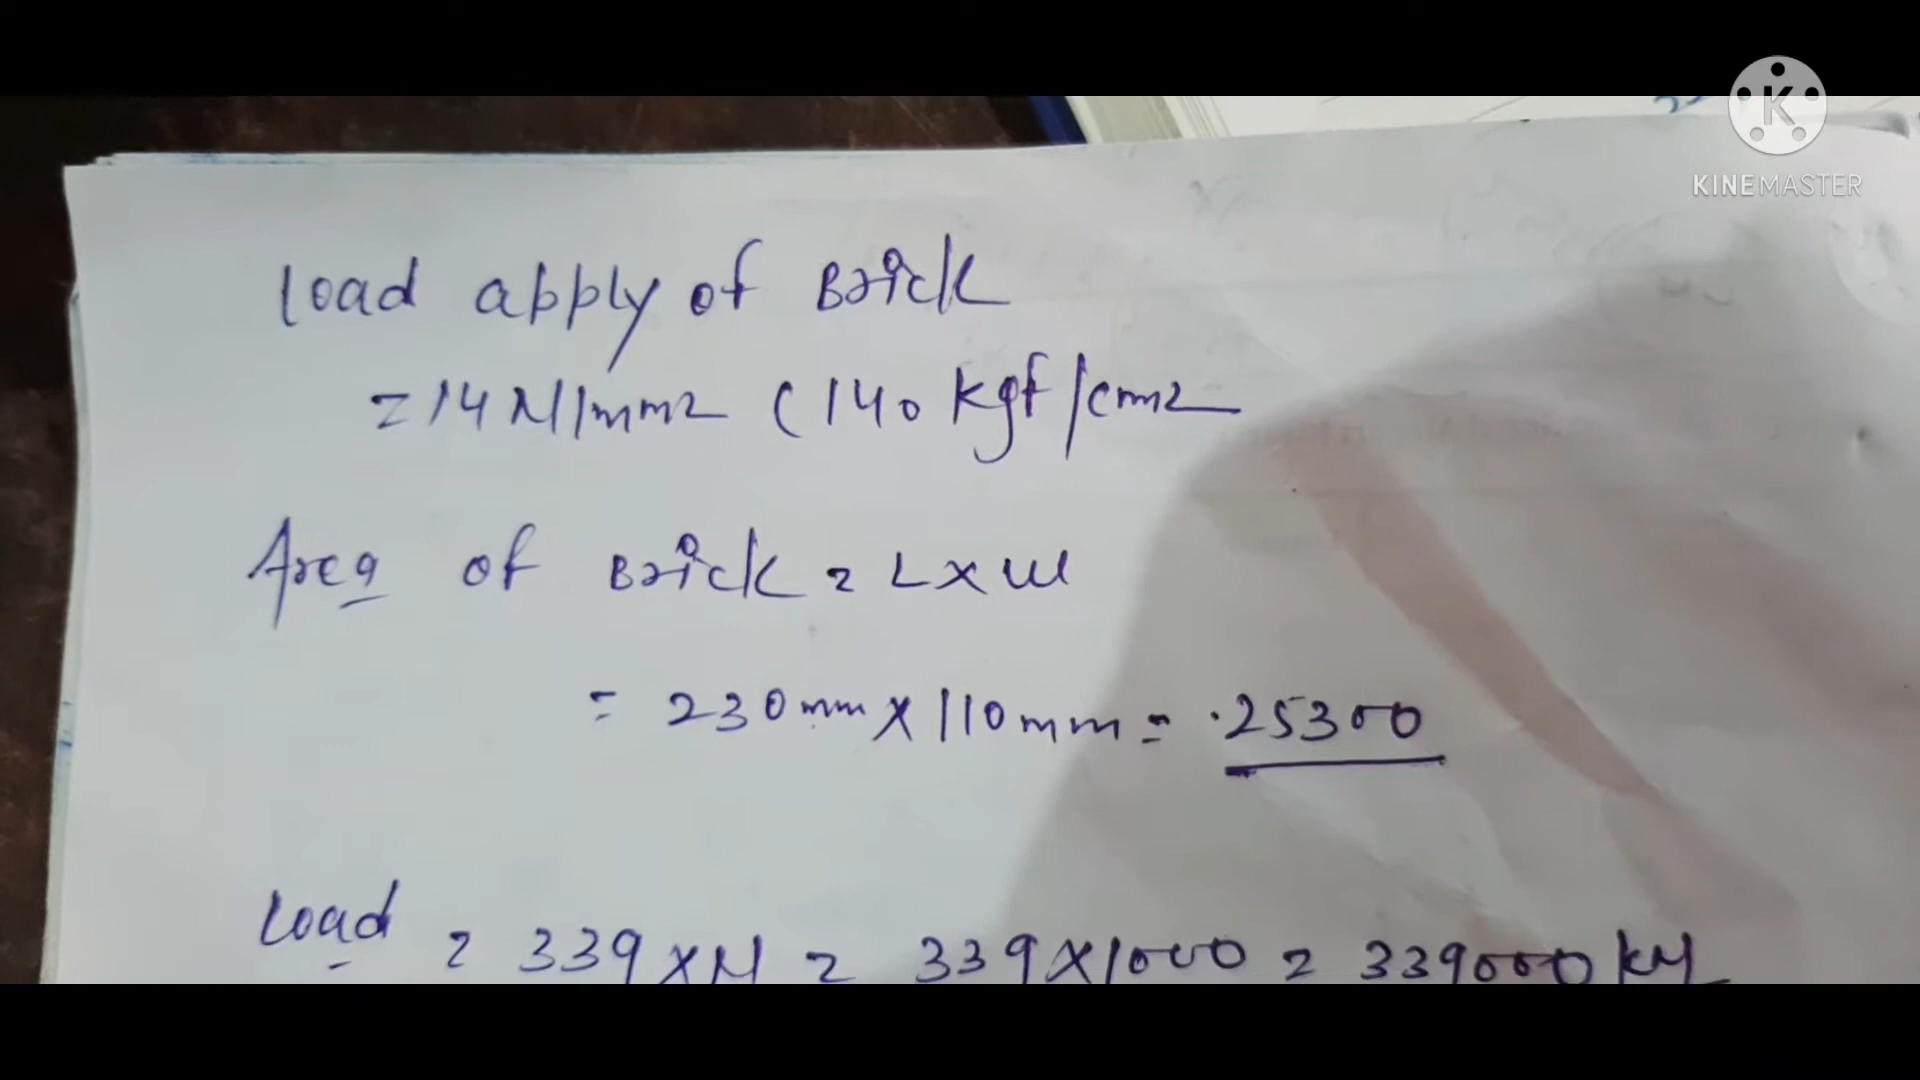 K
KINEMASTER
Load apply of Brick
= 14 N/mm2 ( 140 kgf/cm2
Area of Brick = L x W
= 230mm X 110mm = .25300
Load = 339 X N = 339 X 1000 = 339000 KN